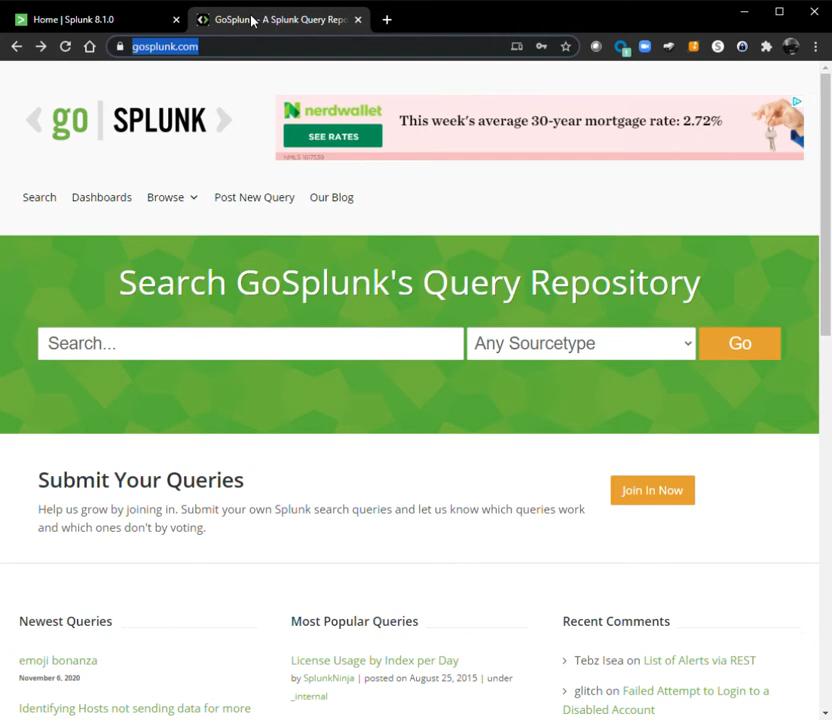 Home | Splunk 8.1.0
GoSplunk - A Splunk Query Repo
gosplunk.com
go | SPLUNK
nerdwallet
SEE RATES
NMLS 1617539
This week's average 30-year mortgage rate: 2.72%
Search
Dashboards
Browse
Post New Query
Our Blog
Search GoSplunk's Query Repository
Search...
Any Sourcetype
Go
Submit Your Queries
Join In Now
Help us grow by joining in. Submit your own Splunk search queries and let us know which queries work
and which ones don't by voting.
Newest Queries
emoji bonanza
November 6, 2020
Identifying Hosts not sending data for more
Most Popular Queries
License Usage by Index per Day
by SplunkNinja | posted on August 25, 2015 | under
_internal
Recent Comments
Tebz Isea on List of Alerts via REST
glitch on Failed Attempt to Login to a
Disabled Account